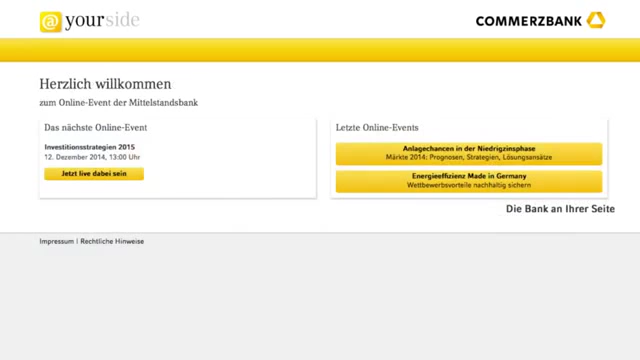 @ yourside
COMMERZBANK
Herzlich willkommen
zum Online-Event der Mittelstandsbank
Das nächste Online-Event
Investitionsstrategien 2015
12. Dezember 2014, 13:00 Uhr
Jetzt live dabei sein
Letzte Online-Events
Anlagechancen in der Niedrigzinsphase
Märkte 2014: Prognosen, Strategien, Lösungsansätze
Energieeffizienz Made in Germany
Wettbewerbsvorteile nachhaltig sichern
Die Bank an Ihrer Seite
Impressum | Rechtliche Hinweise